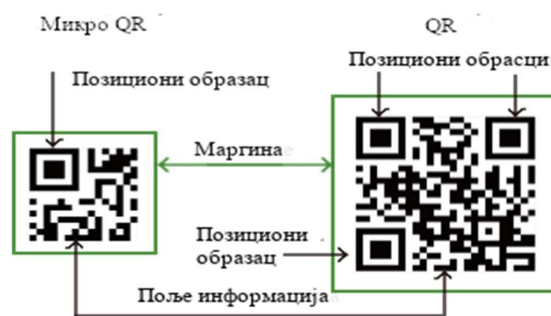 Микро QR
QR
Позициони образац
Позициони обрасци
Маргина
Позициони
образац
Поље информација